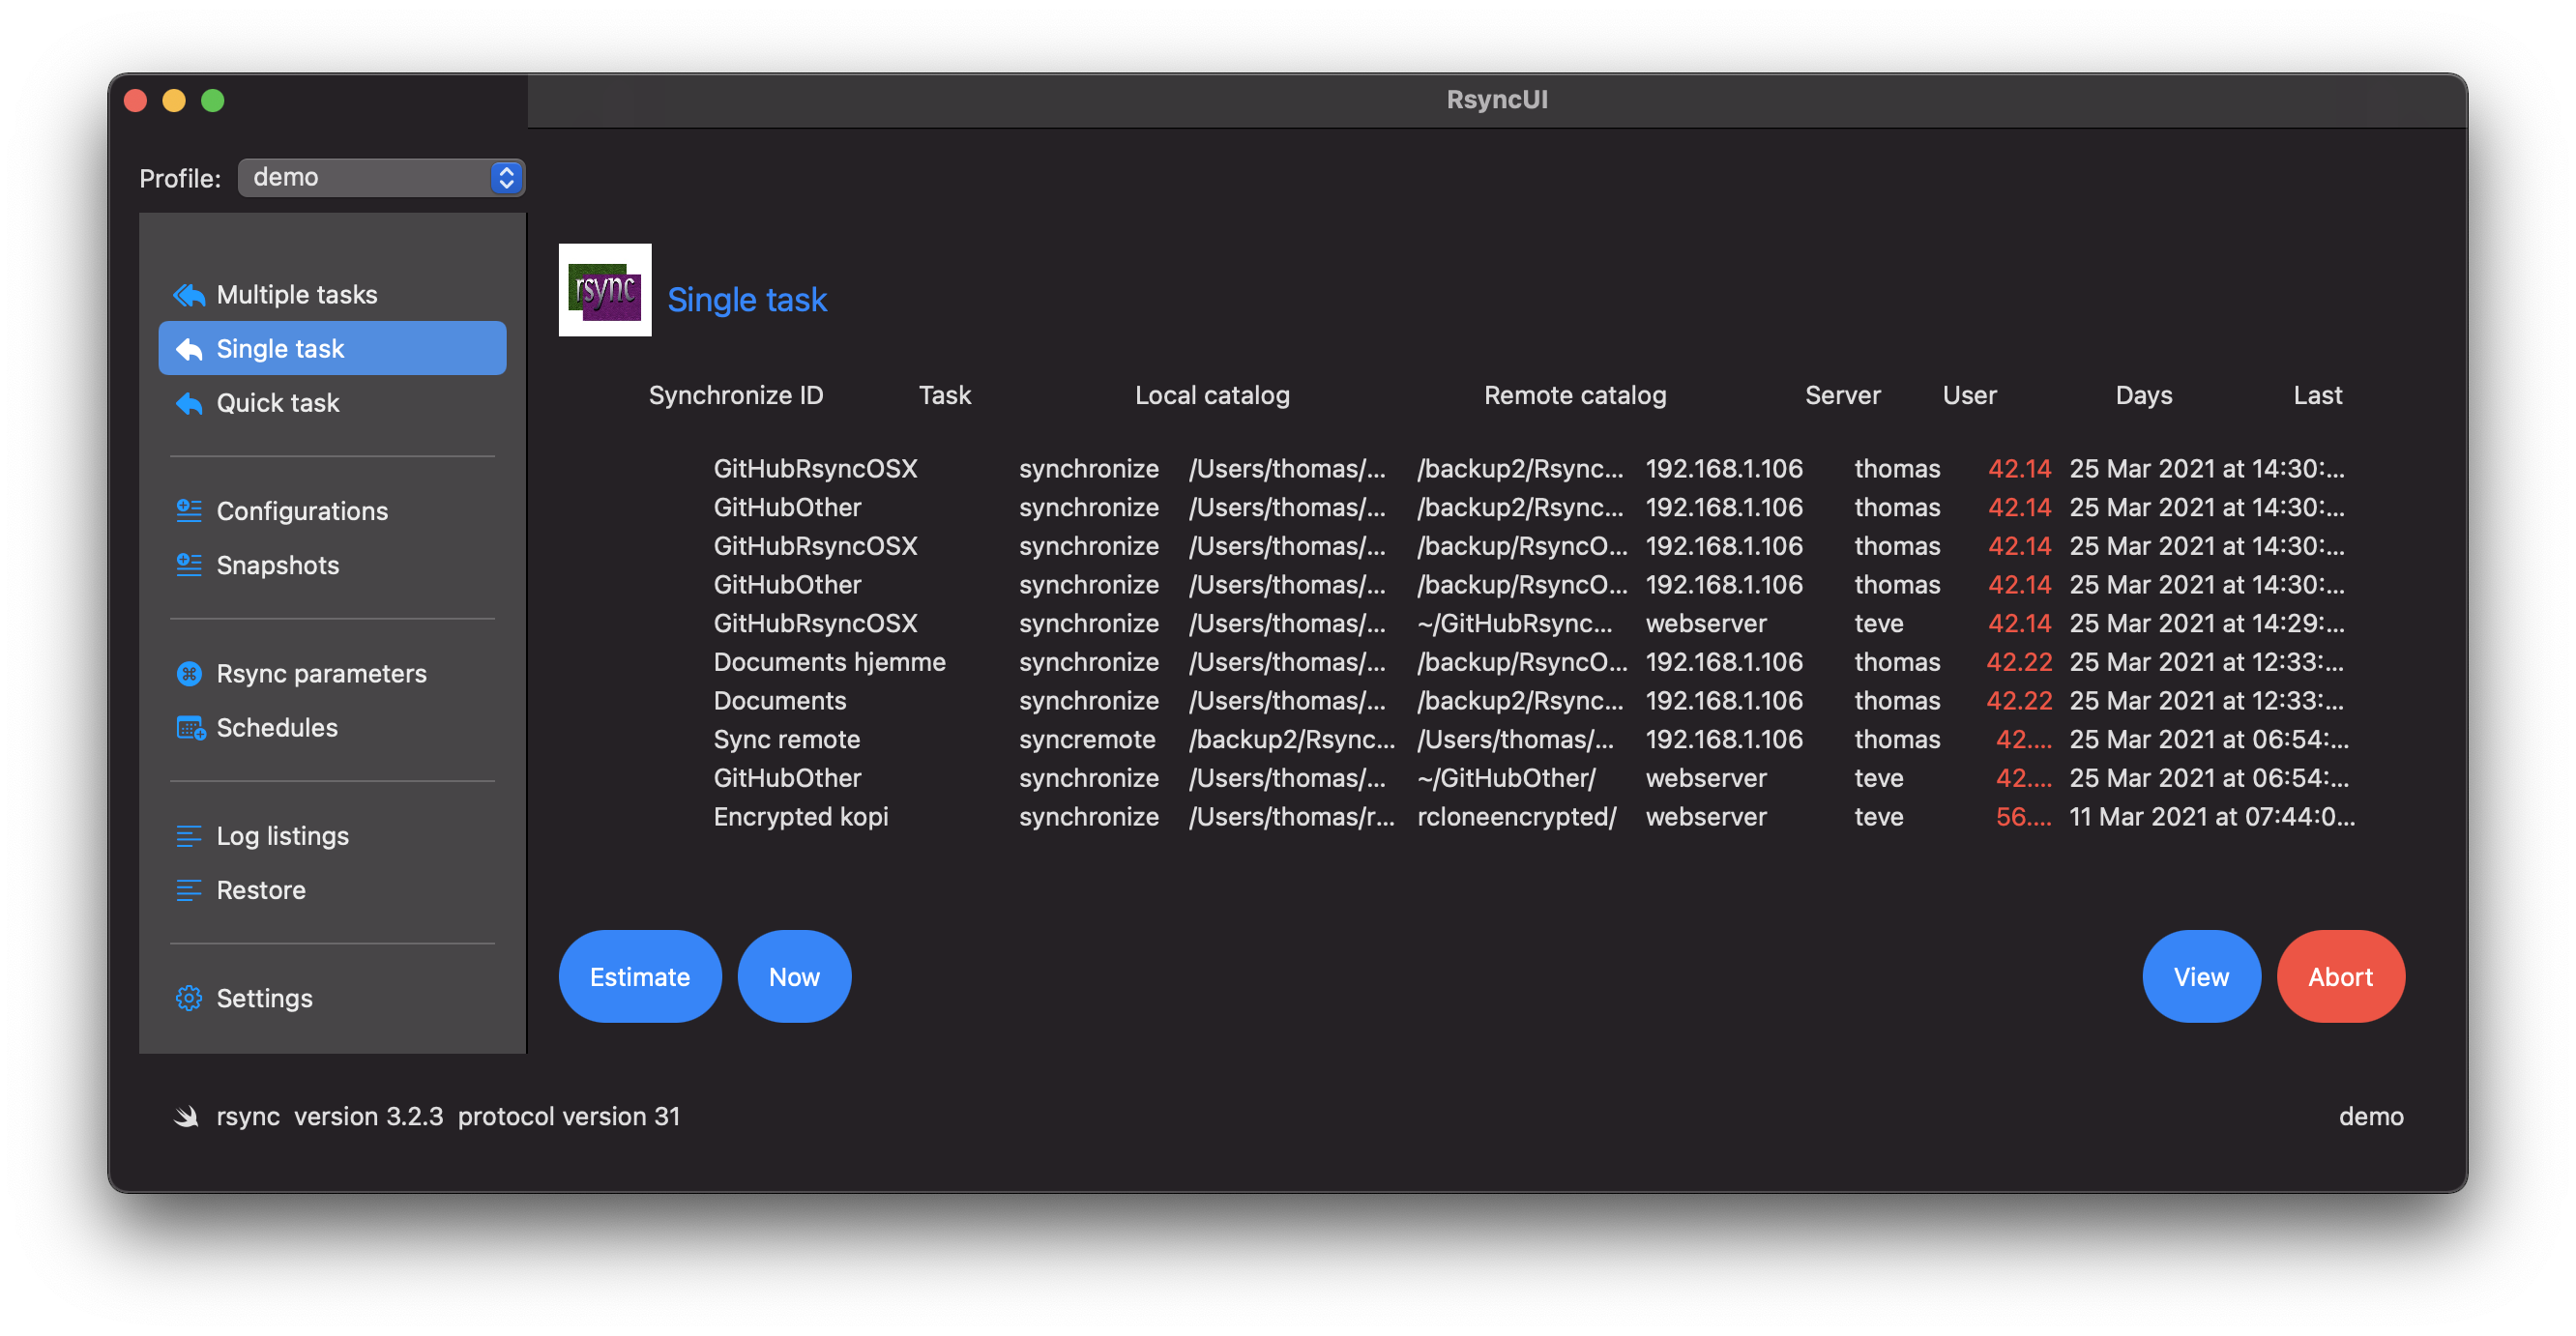 RsyncUI
Profile: demo
Multiple tasks
Single task
Quick task
Configurations
Snapshots
Rsync parameters
Schedules
Log listings
Restore
Settings
rsync
Single task
Synchronize ID Task Local catalog Remote catalog Server User Days Last
GitHubRsyncOSX synchronize /Users/thomas/... /backup2/Rsync... 192.168.1.106 thomas 42.14 25 Mar 2021 at 14:30:...
GitHubOther synchronize /Users/thomas/... /backup2/Rsync... 192.168.1.106 thomas 42.14 25 Mar 2021 at 14:30:...
GitHubRsyncOSX synchronize /Users/thomas/... /backup/RsyncO... 192.168.1.106 thomas 42.14 25 Mar 2021 at 14:30:...
GitHubOther synchronize /Users/thomas/... /backup/RsyncO... 192.168.1.106 thomas 42.14 25 Mar 2021 at 14:30:...
GitHubRsyncOSX synchronize /Users/thomas/... ~/GitHubRsync... webserver teve 42.14 25 Mar 2021 at 14:29:...
Documents hjemme synchronize /Users/thomas/... /backup/RsyncO... 192.168.1.106 thomas 42.22 25 Mar 2021 at 12:33:...
Documents synchronize /Users/thomas/... /backup2/Rsync... 192.168.1.106 thomas 42.22 25 Mar 2021 at 12:33:...
Sync remote syncremote /backup2/Rsync... /Users/thomas/... 192.168.1.106 thomas 42.... 25 Mar 2021 at 06:54:...
GitHubOther synchronize /Users/thomas/... ~/GitHubOther/ webserver teve 42.... 25 Mar 2021 at 06:54:...
Encrypted kopi synchronize /Users/thomas/r... rcloneencrypted/ webserver teve 56.... 11 Mar 2021 at 07:44:0...
Estimate Now View Abort
rsync version 3.2.3 protocol version 31 demo